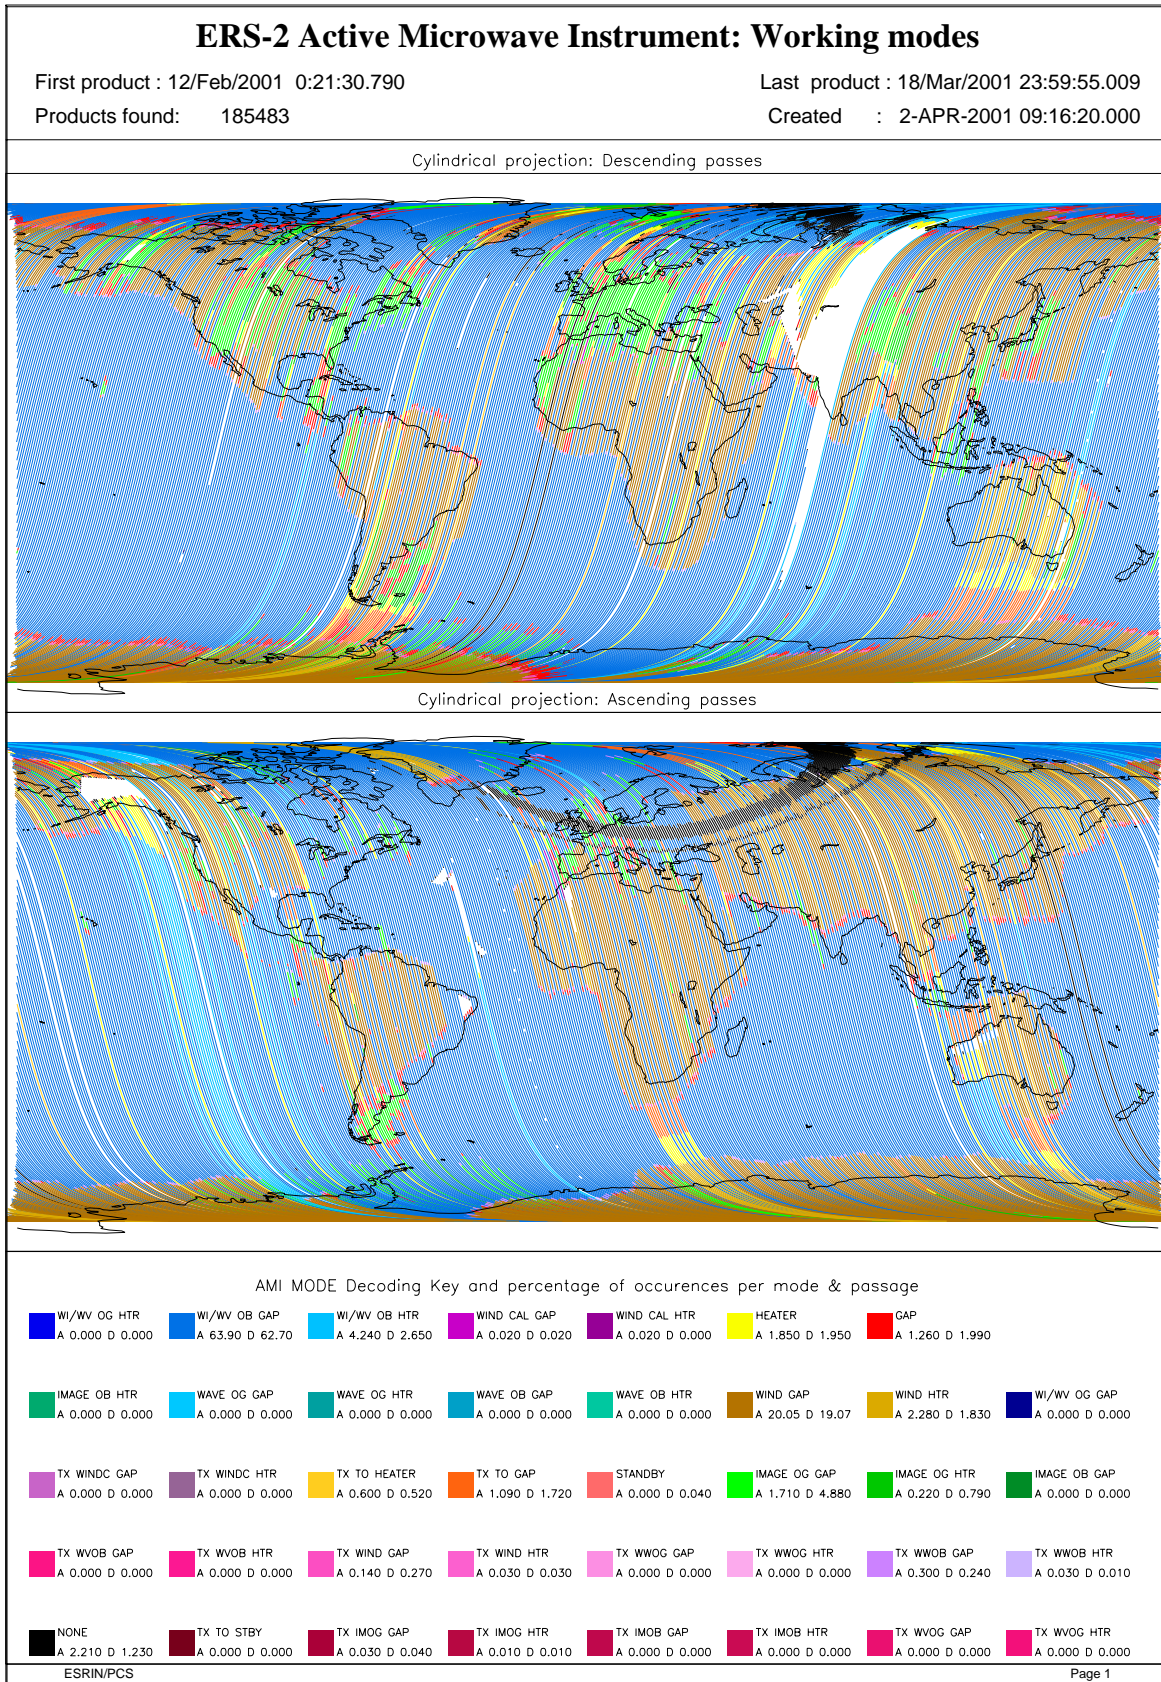 ERS-2 Active Microwave Instrument: Working modes
First product : 12/Feb/2001 0:21:30.790
Last product : 18/Mar/2001 23:59:55.009
Products found: 185483
Created : 2-APR-2001 09:16:20.000
Cylindrical projection: Descending passes
Cylindrical projection: Ascending passes
AMI MODE Decoding Key and percentage of occurences per mode & passage
WI/WV OG HTR
A 0.000 D 0.000
WI/WV OB GAP
A 63.90 D 62.70
WI/WV OB HTR
A 4.240 D 2.650
WIND CAL GAP
A 0.020 D 0.020
WIND CAL HTR
A 0.020 D 0.000
HEATER
A 1.850 D 1.950
GAP
A 1.260 D 1.990
IMAGE OB HTR
A 0.000 D 0.000
WAVE OG GAP
A 0.000 D 0.000
WAVE OG HTR
A 0.000 D 0.000
WAVE OB GAP
A 0.000 D 0.000
WAVE OB HTR
A 0.000 D 0.000
WIND GAP
A 20.05 D 19.07
WIND HTR
A 2.280 D 1.830
WI/WV OG GAP
A 0.000 D 0.000
TX WINDC GAP
A 0.000 D 0.000
TX WINDC HTR
A 0.000 D 0.000
TX TO HEATER
A 0.600 D 0.520
TX TO GAP
A 1.090 D 1.720
STANDBY
A 0.000 D 0.040
IMAGE OG GAP
A 1.710 D 4.880
IMAGE OG HTR
A 0.220 D 0.790
IMAGE OB GAP
A 0.000 D 0.000
TX WVOB GAP
A 0.000 D 0.000
TX WVOB HTR
A 0.000 D 0.000
TX WIND GAP
A 0.140 D 0.270
TX WIND HTR
A 0.030 D 0.030
TX WWOG GAP
A 0.000 D 0.000
TX WWOG HTR
A 0.000 D 0.000
TX WWOB GAP
A 0.300 D 0.240
TX WWOB HTR
A 0.030 D 0.010
NONE
A 2.210 D 1.230
TX TO STBY
A 0.000 D 0.000
TX IMOG GAP
A 0.030 D 0.040
TX IMOG HTR
A 0.010 D 0.010
TX IMOB GAP
A 0.000 D 0.000
TX IMOB HTR
A 0.000 D 0.000
TX WVOG GAP
A 0.000 D 0.000
TX WVOG HTR
A 0.000 D 0.000
ESRIN/PCS
Page 1